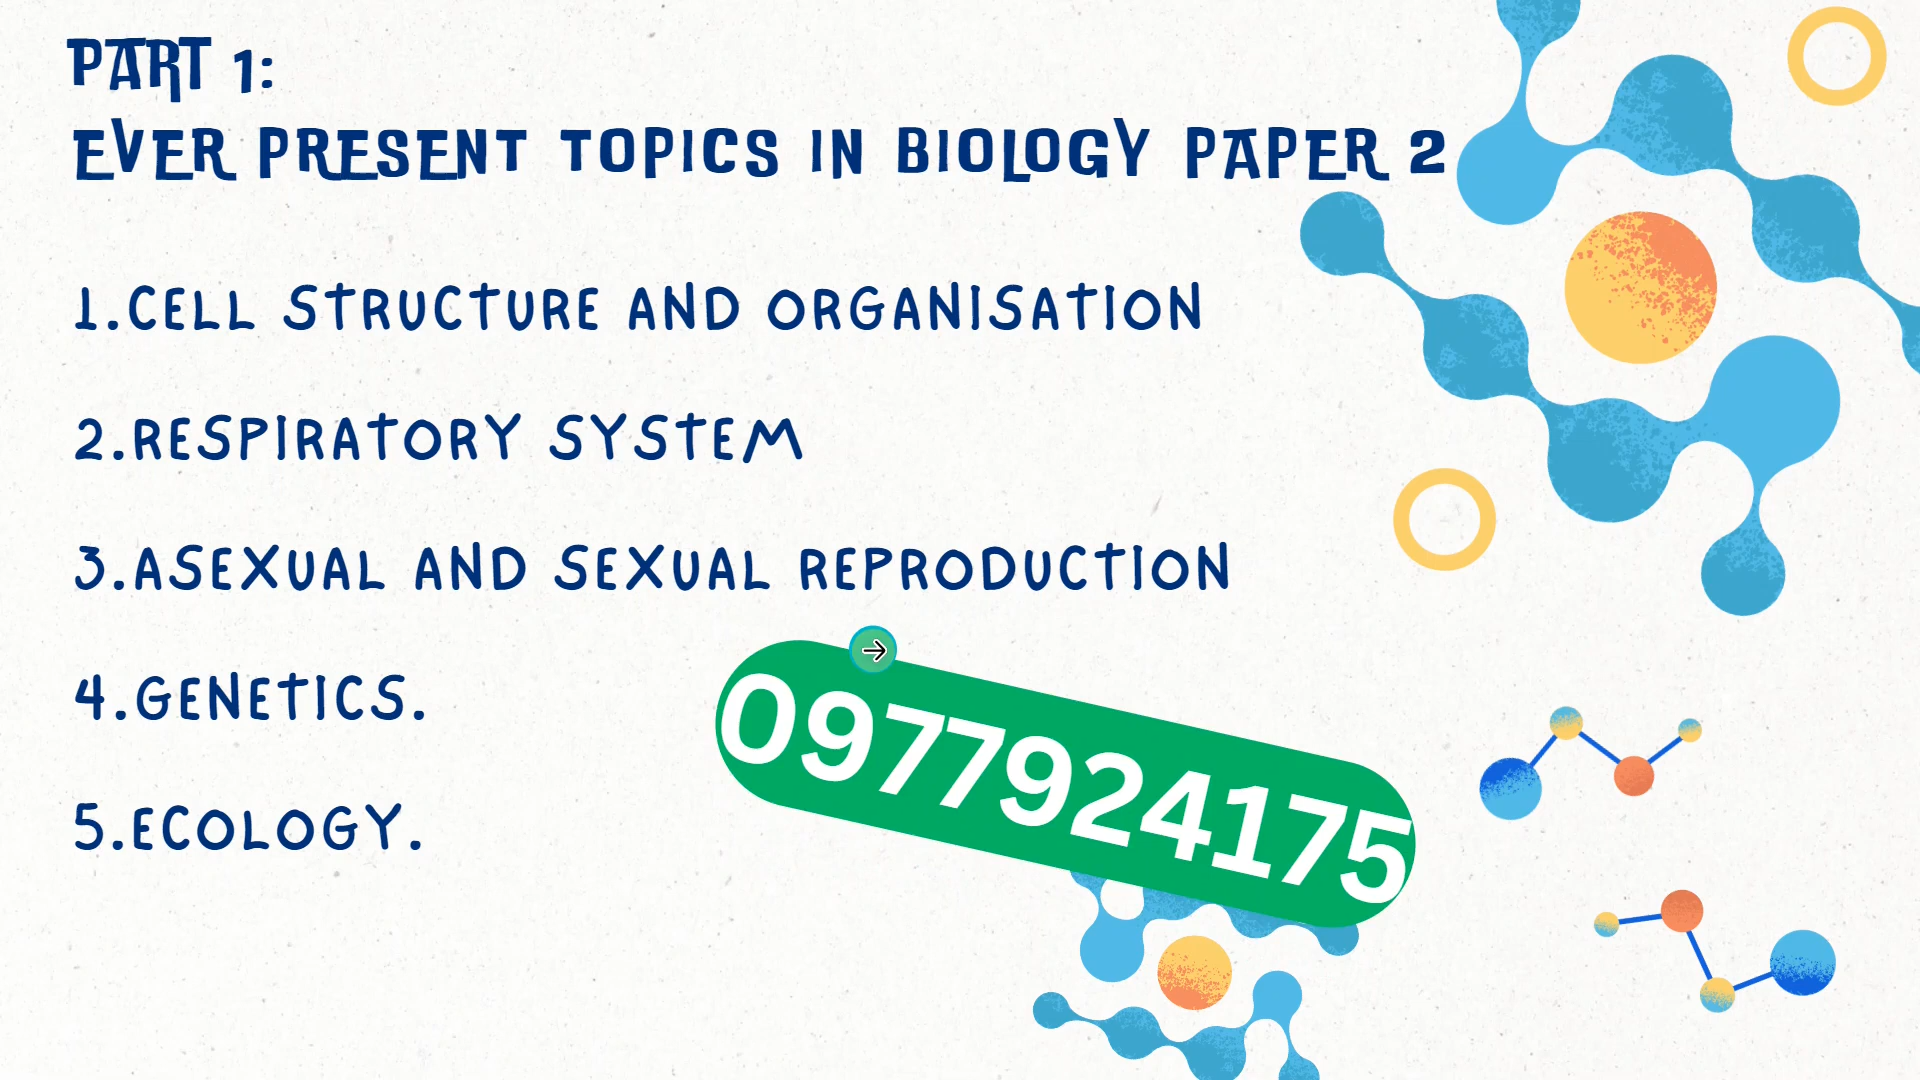 PART 1:
EVER PRESENT TOPICS IN BIOLOGY PAPER 2
1.CELL STRUCTURE AND ORGANISATION
2.RESPIRATORY SYSTEM
3.ASEXUAL AND SEXUAL REPRODUCTION
4.GENETICS.
0977924175
5.ECOLOGY.